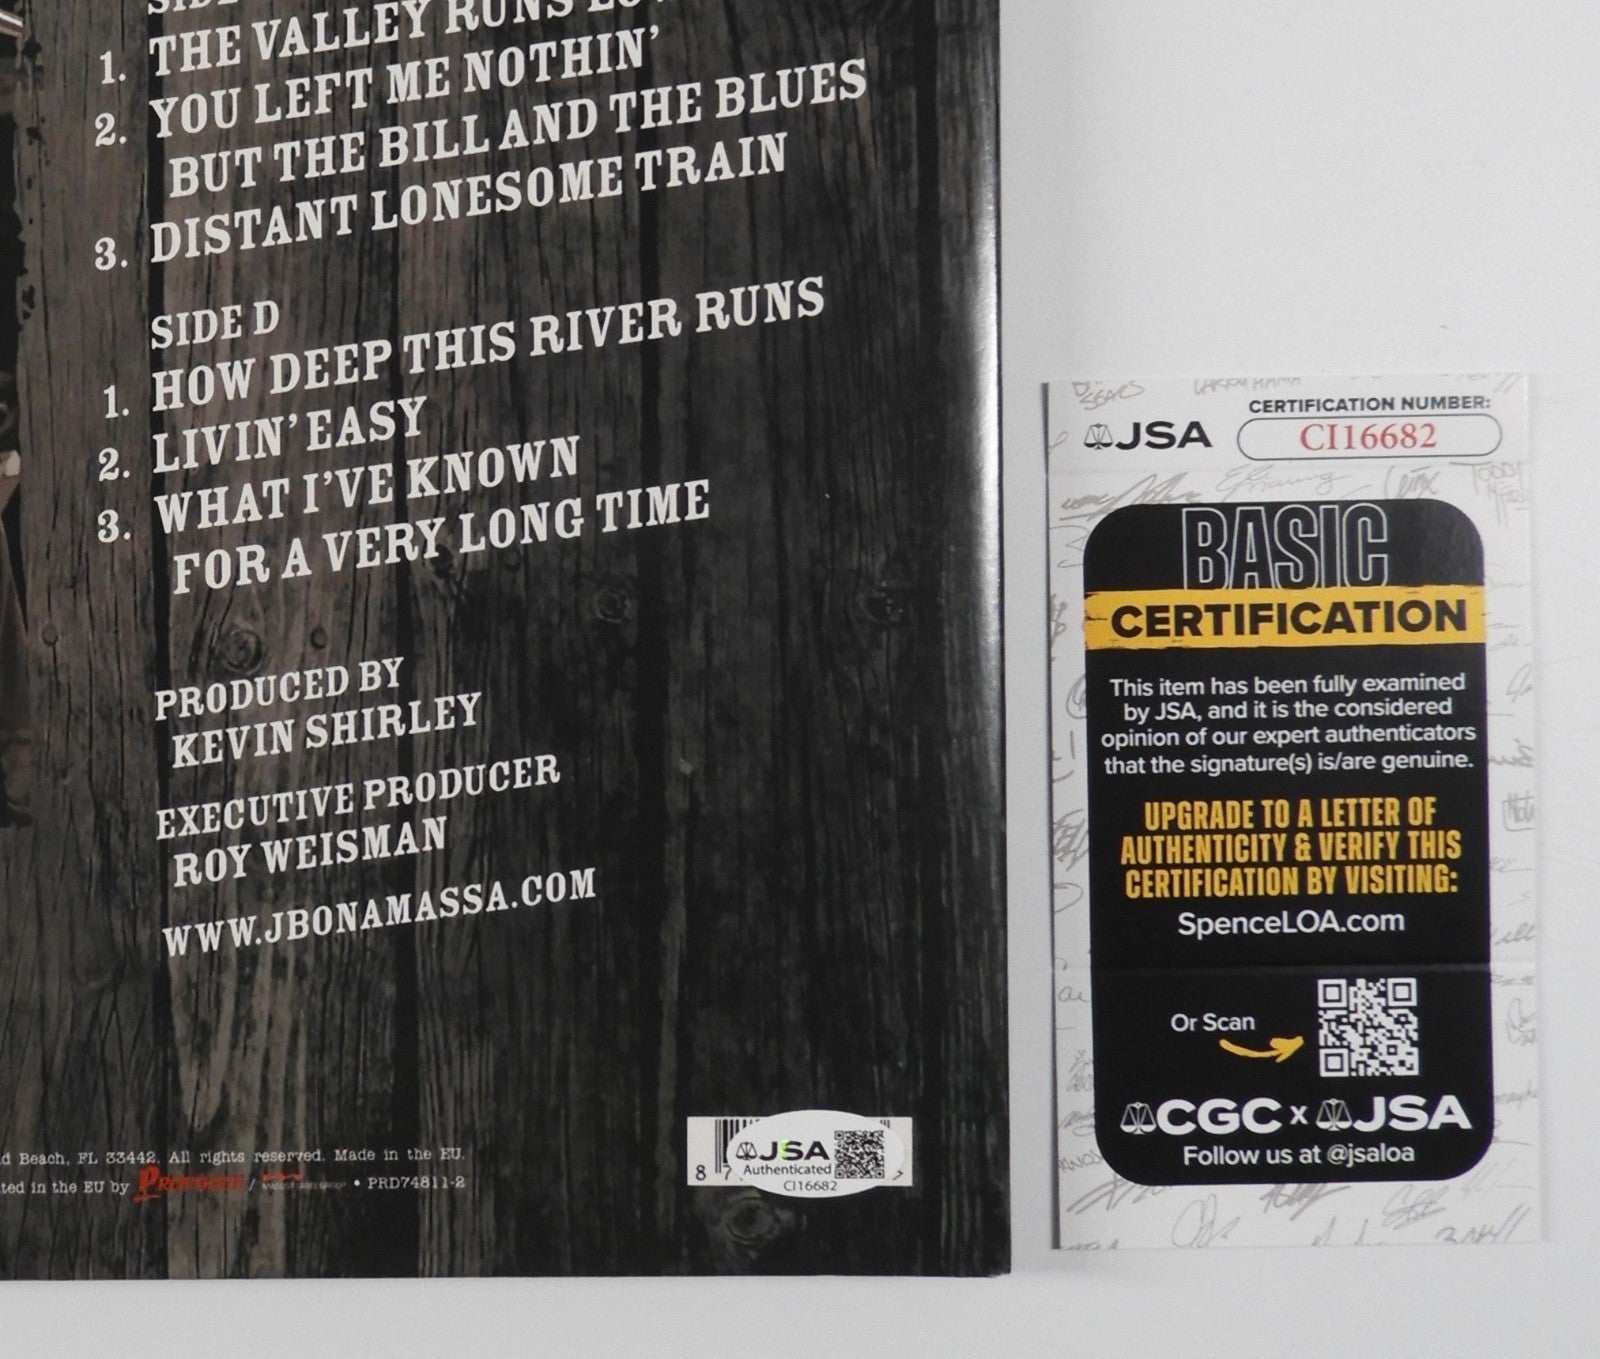 1. THE VALLEY RUNS
2. YOU LEFT ME NOTHIN'
BUT THE BILL AND THE BLUES
3. DISTANT LONESOME TRAIN
SIDE D
1. HOW DEEP THIS RIVER RUNS
2. LIVIN' EASY
3. WHAT I'VE KNOWN
FOR A VERY LONG TIME
PRODUCED BY
KEVIN SHIRLEY
EXECUTIVE PRODUCER
ROY WEISMAN
WWW.JBONAMASSA.COM
d Beach, FL 33442. All rights reserved. Made in the EU.
ted in the EU by PROVOGUE / • PRD74811-2
8
JSA
Authenticated
CI16682
JSA
CERTIFICATION NUMBER:
CI16682
BASIC
CERTIFICATION
This item has been fully examined
by JSA, and it is the considered
opinion of our expert authenticators
that the signature(s) is/are genuine.
UPGRADE TO A LETTER OF
AUTHENTICITY & VERIFY THIS
CERTIFICATION BY VISITING:
SpenceLOA.com
Or Scan
CGC x JSA
Follow us at @jsaloa